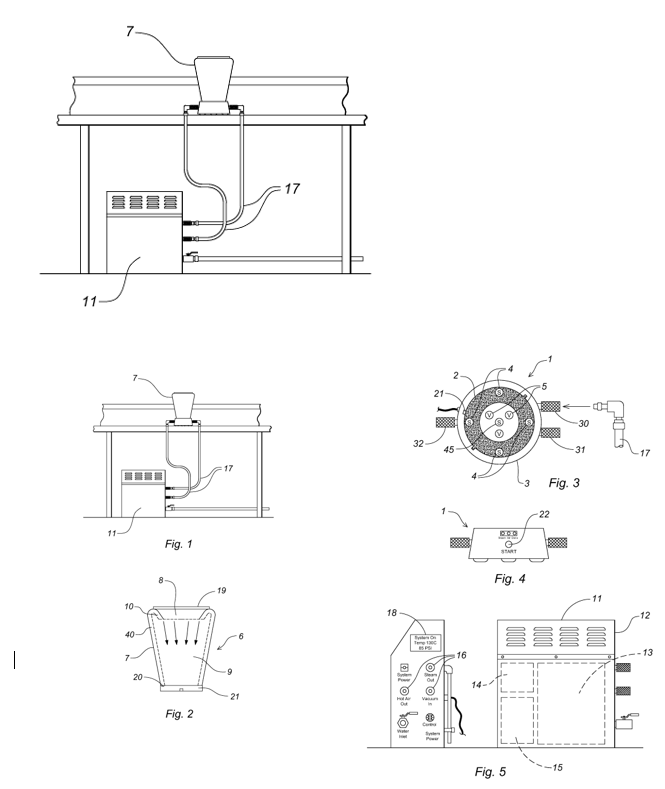 7
17
11
7
17
11
Fig. 1
1
2
4
5
21
S
V
V
S
S
S
V
S
32
30
31
45
17
4
3
Fig. 3
1
22
START
Fig. 4
8
19
10
40
6
7
9
20
21
Fig. 2
18
System On
Temp 130C
85 PSI
16
System
Power
Steam
Out
Hot Air
Out
Vacuum
In
Water
Inlet
Control
System
Power
11
12
13
14
15
Fig. 5